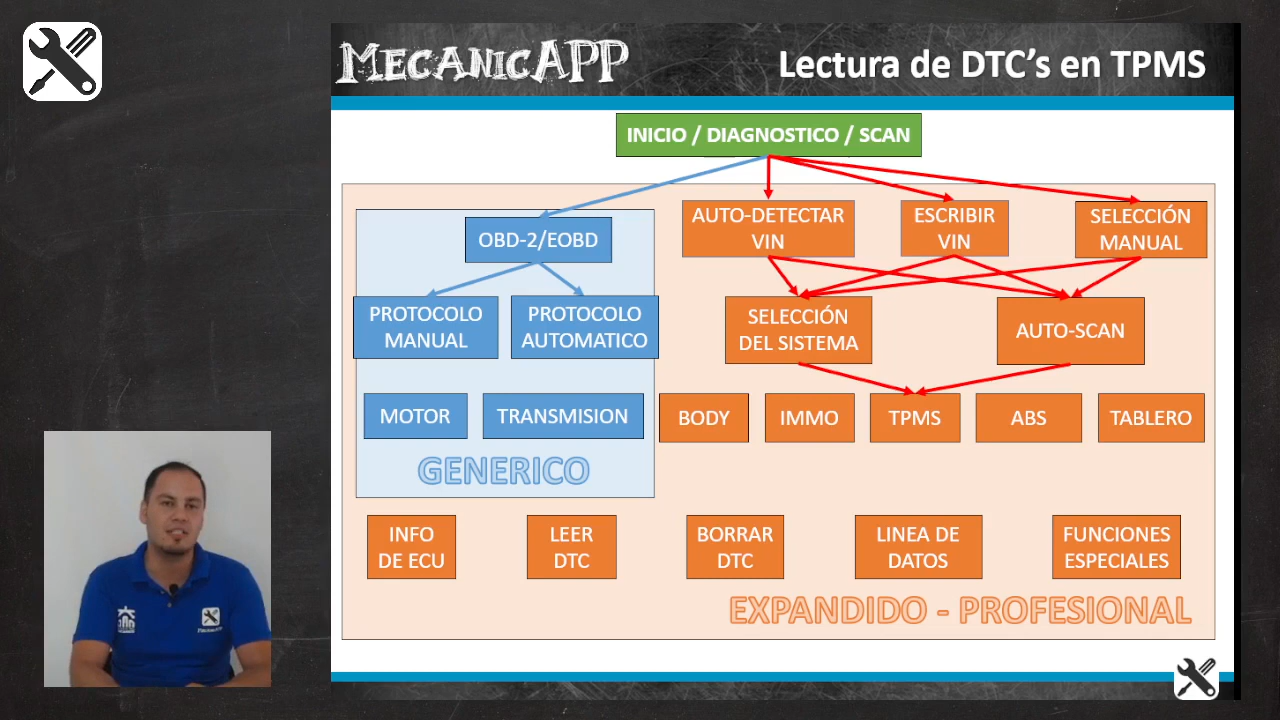 MECANICAPP
Lectura de DTC's en TPMS
INICIO / DIAGNOSTICO / SCAN
OBD-2/EOBD
AUTO-DETECTAR
VIN
ESCRIBIR
VIN
SELECCIÓN
MANUAL
PROTOCOLO
MANUAL
PROTOCOLO
AUTOMATICO
SELECCIÓN
DEL SISTEMA
AUTO-SCAN
MOTOR
TRANSMISION
BODY
IMMO
TPMS
ABS
TABLERO
GENERICO
INFO
DE ECU
LEER
DTC
BORRAR
DTC
LINEA DE
DATOS
FUNCIONES
ESPECIALES
EXPANDIDO - PROFESIONAL